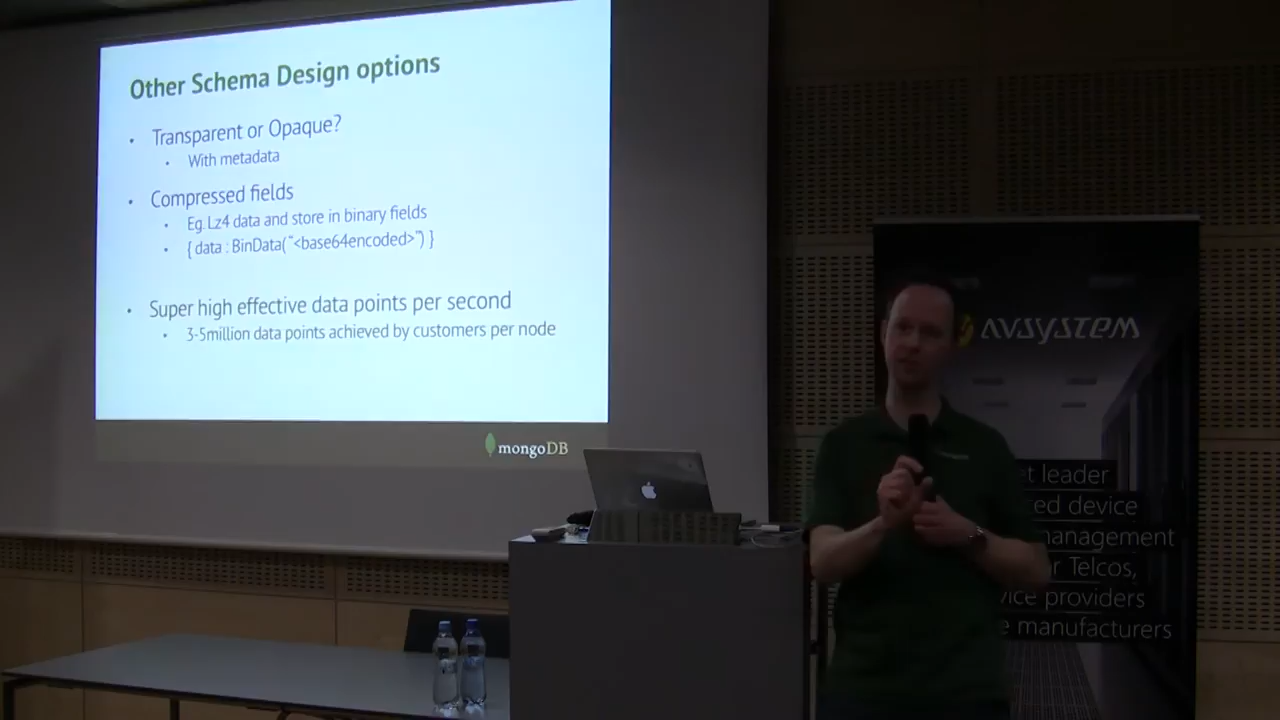 Other Schema Design options
• Transparent or Opaque?
• With metadata
• Compressed fields
• Eg. Lz4 data and store in binary fields
• { data : BinData("<base64encoded>") }
• Super high effective data points per second
• 3-5million data points achieved by customers per node
mongoDB
AVSYSTEM
leader
device
management
Telcos,
providers
manufacturers